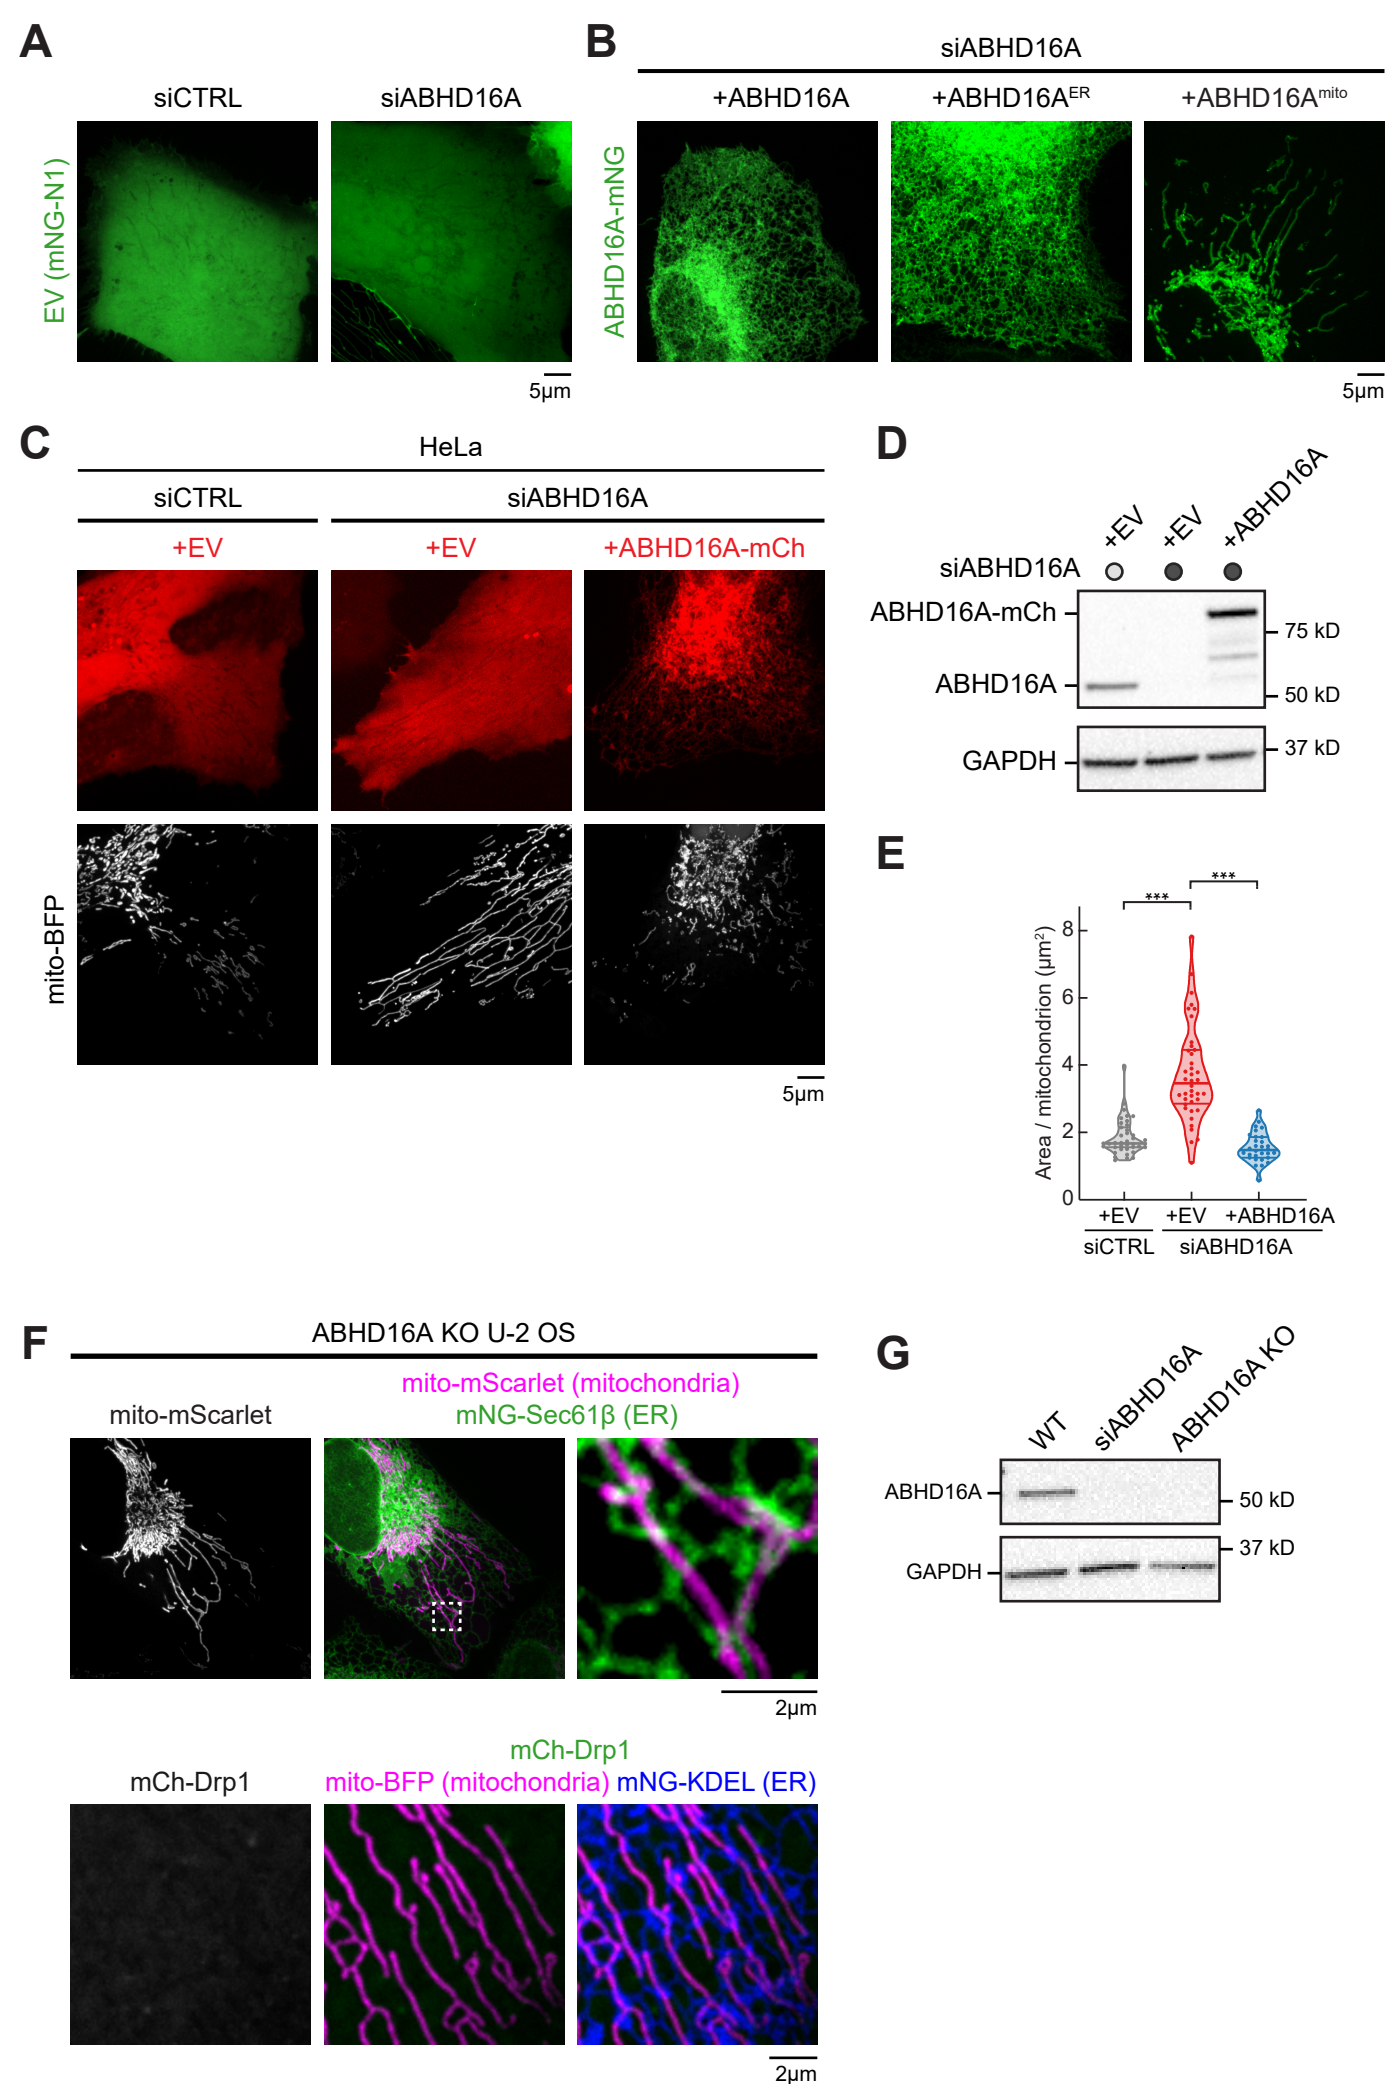 A
siCTRL
siABHD16A
EV (mNG-N1)
5µm
B
siABHD16A
+ABHD16A
+ABHD16A^ER
+ABHD16A^mito
ABHD16A-mNG
5µm
C
HeLa
siCTRL
siABHD16A
+EV
+EV
+ABHD16A-mCh
mito-BFP
5µm
D
+EV
+EV
+ABHD16A
siABHD16A
ABHD16A-mCh
75 kD
ABHD16A
50 kD
GAPDH
37 kD
E
***
***
Area / mitochondrion (µm²)
8
6
4
2
0
+EV
+EV
+ABHD16A
siCTRL
siABHD16A
F
ABHD16A KO U-2 OS
mito-mScarlet (mitochondria)
mito-mScarlet
mNG-Sec61β (ER)
2µm
mCh-Drp1
mCh-Drp1
mito-BFP (mitochondria) mNG-KDEL (ER)
2µm
G
WT
siABHD16A
ABHD16A KO
ABHD16A
50 kD
37 kD
GAPDH